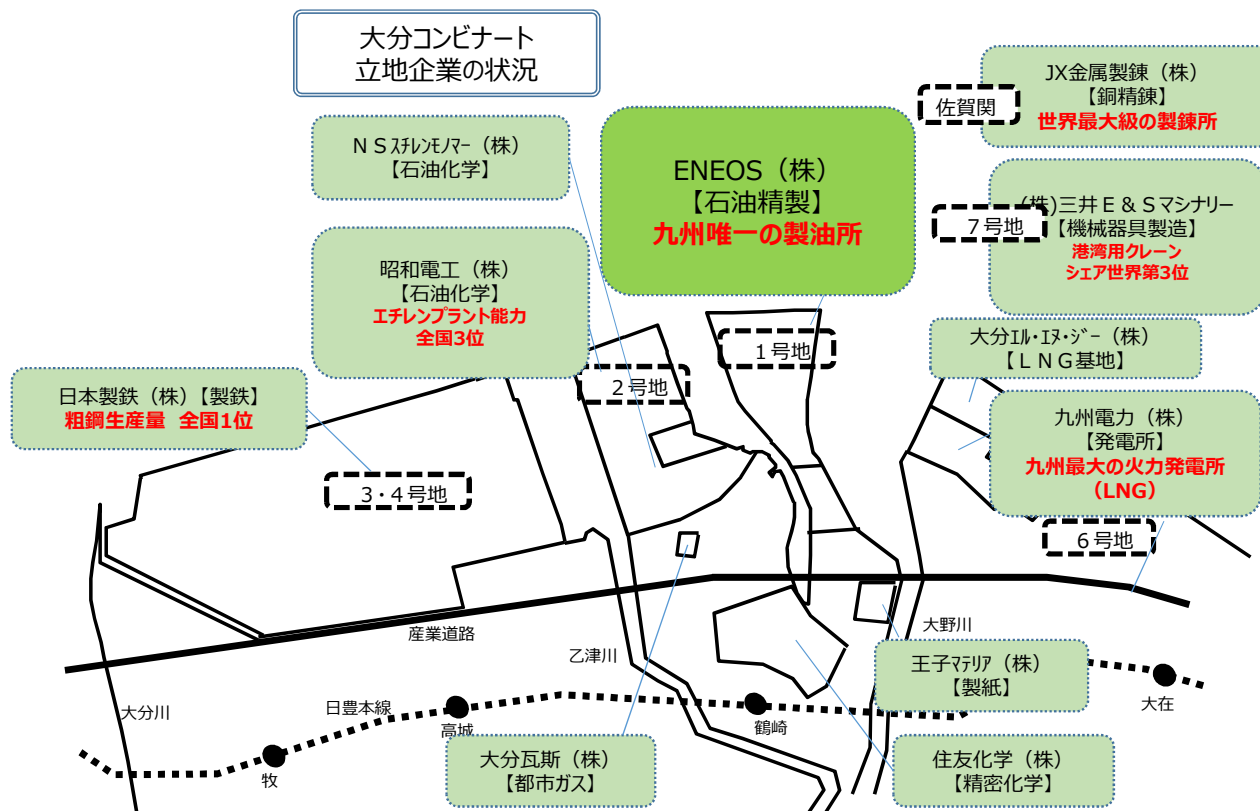 大分コンビナート
立地企業の状況
JX金属製錬（株）
【銅精錬】
世界最大級の製錬所
佐賀関
ＮＳｽﾁﾚﾝﾓﾉﾏｰ（株）
【石油化学】
ENEOS（株）
【石油精製】
九州唯一の製油所
(株)三井Ｅ＆Ｓマシナリー
【機械器具製造】
港湾用クレーン
シェア世界第3位
７号地
昭和電工（株）
【石油化学】
エチレンプラント能力
全国3位
１号地
大分ｴﾙ･ｴﾇ･ｼﾞｰ（株）
【ＬＮＧ基地】
２号地
日本製鉄（株）【製鉄】
粗鋼生産量 全国1位
九州電力（株）
【発電所】
九州最大の火力発電所
（LNG）
３・４号地
６号地
産業道路
大野川
乙津川
王子ﾏﾃﾘｱ（株）
【製紙】
大在
大分川
日豊本線
高城
鶴崎
大分瓦斯（株）
【都市ガス】
住友化学（株）
【精密化学】
牧